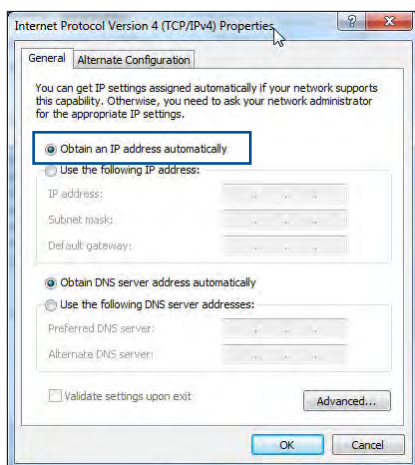 Internet Protocol Version 4 (TCP/IPv4) Properties
General
Alternate Configuration
You can get IP settings assigned automatically if your network supports
this capability. Otherwise, you need to ask your network administrator
for the appropriate IP settings.
Obtain an IP address automatically
Use the following IP address:
IP address:
Subnet mask:
Default gateway:
Obtain DNS server address automatically
Use the following DNS server addresses:
Preferred DNS server:
Alternate DNS server:
Validate settings upon exit
Advanced...
OK
Cancel